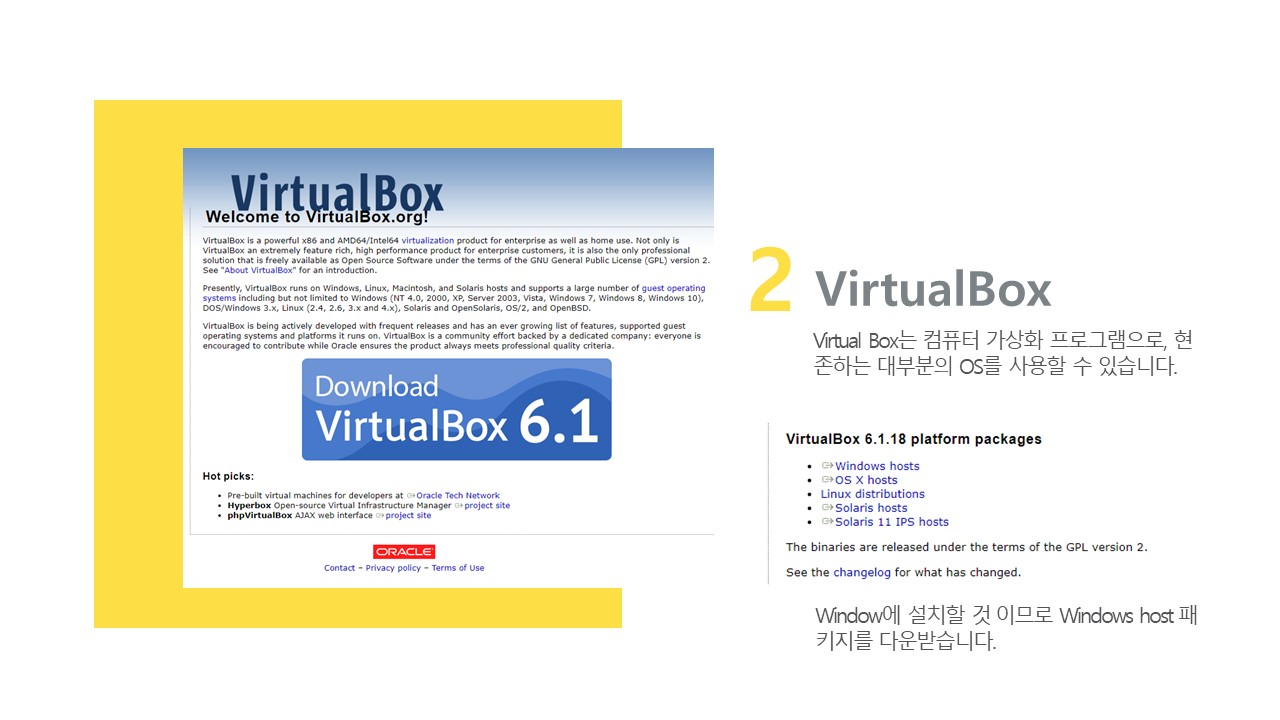 VirtualBox
Welcome to VirtualBox.org!
VirtualBox is a powerful x86 and AMD64/Intel64 virtualization product for enterprise as well as home use. Not only is
VirtualBox an extremely feature rich, high performance product for enterprise customers, it is also the only professional
solution that is freely available as Open Source Software under the terms of the GNU General Public License (GPL) version 2.
See "About VirtualBox" for an introduction.
Presently, VirtualBox runs on Windows, Linux, Macintosh, and Solaris hosts and supports a large number of guest operating
systems including but not limited to Windows (NT 4.0, 2000, XP, Server 2003, Vista, Windows 7, Windows 8, Windows 10),
DOS/Windows 3.x, Linux (2.4, 2.6, 3.x and 4.x), Solaris and OpenSolaris, OS/2, and OpenBSD.
VirtualBox is being actively developed with frequent releases and has an ever growing list of features, supported guest
operating systems and platforms it runs on. VirtualBox is a community effort backed by a dedicated company: everyone is
encouraged to contribute while Oracle ensures the product always meets professional quality criteria.
Download
VirtualBox 6.1
Hot picks:
• Pre-built virtual machines for developers at Oracle Tech Network
• Hyperbox Open-source Virtual Infrastructure Manager project site
• phpVirtualBox AJAX web interface project site
ORACLE
Contact – Privacy policy – Terms of Use
2 VirtualBox
Virtual Box는 컴퓨터 가상화 프로그램으로, 현
존하는 대부분의 OS를 사용할 수 있습니다.
VirtualBox 6.1.18 platform packages
• Windows hosts
• OS X hosts
• Linux distributions
• Solaris hosts
• Solaris 11 IPS hosts
The binaries are released under the terms of the GPL version 2.
See the changelog for what has changed.
Window에 설치할 것 이므로 Windows host 패
키지를 다운받습니다.